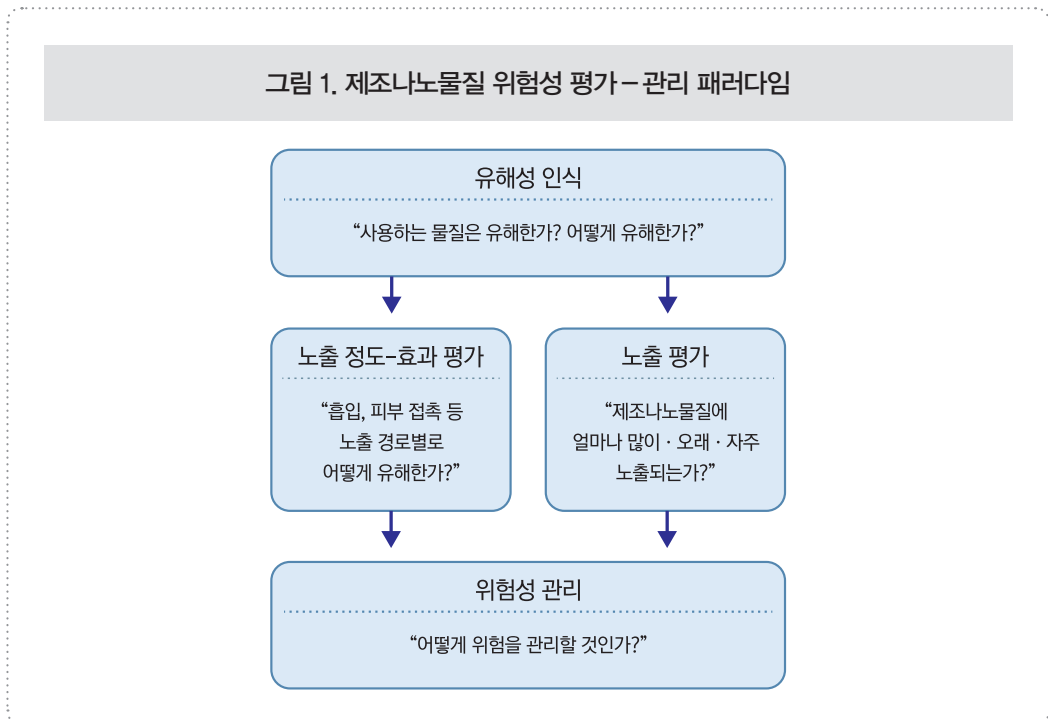 그림 1. 제조나노물질 위험성 평가 – 관리 패러다임
유해성 인식
“사용하는 물질은 유해한가? 어떻게 유해한가?”
노출 정도-효과 평가
“흡입, 피부 접촉 등
노출 경로별로
어떻게 유해한가?”
노출 평가
“제조나노물질에
얼마나 많이 · 오래 · 자주
노출되는가?”
위험성 관리
“어떻게 위험을 관리할 것인가?”